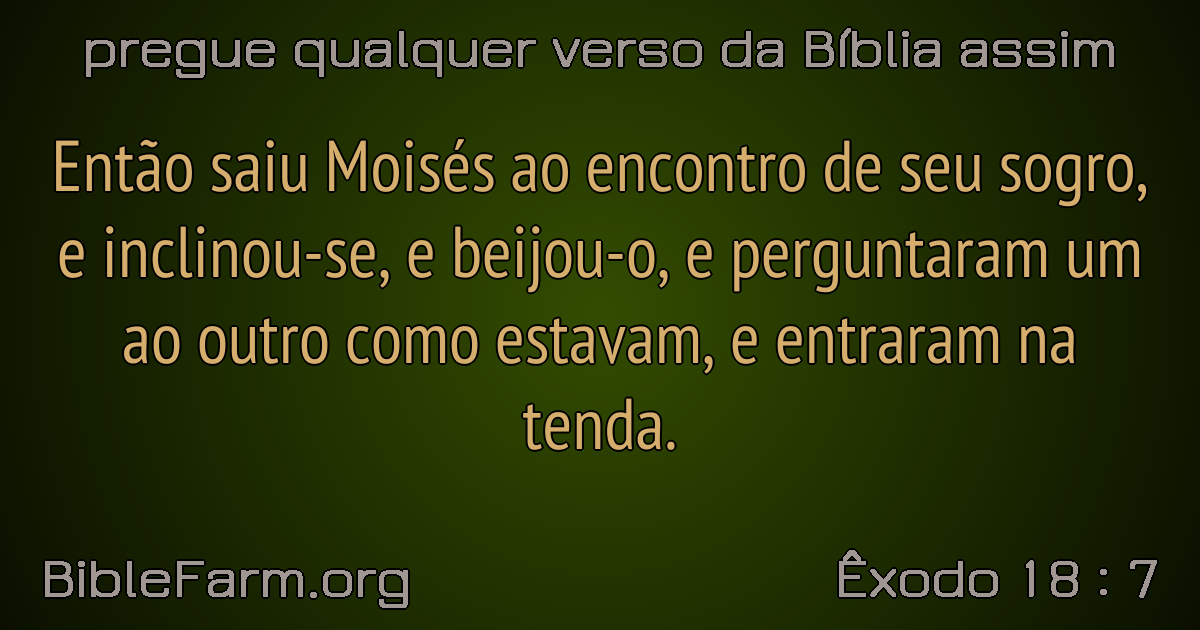 pregue qualquer verso da Bíblia assim
Então saiu Moisés ao encontro de seu sogro,
e inclinou-se, e beijou-o, e perguntaram um
ao outro como estavam, e entraram na
tenda.
BibleFarm.org
Êxodo 18 : 7